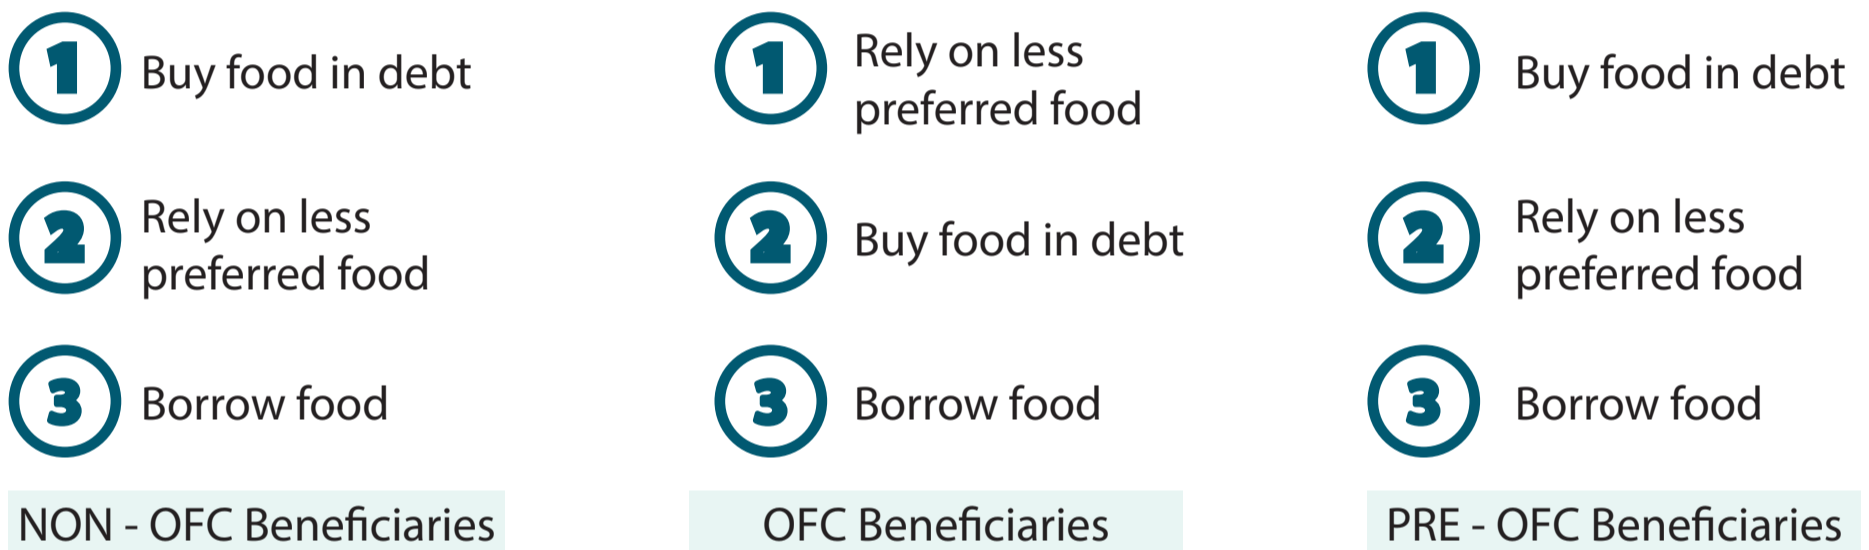 1 Buy food in debt
2 Rely on less
preferred food
3 Borrow food
NON - OFC Beneficiaries
1 Rely on less
preferred food
2 Buy food in debt
3 Borrow food
OFC Beneficiaries
1 Buy food in debt
2 Rely on less
preferred food
3 Borrow food
PRE - OFC Beneficiaries